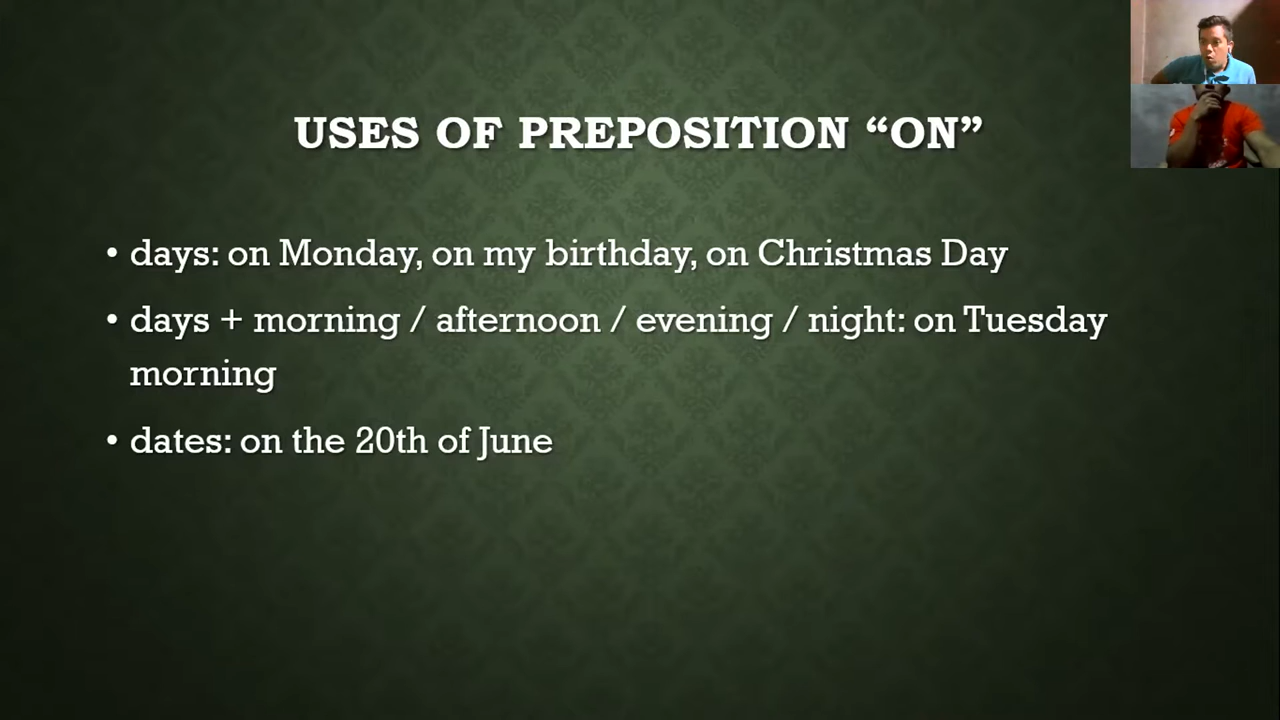 USES OF PREPOSITION “ON”
• days: on Monday, on my birthday, on Christmas Day
• days + morning / afternoon / evening / night: on Tuesday
morning
• dates: on the 20th of June